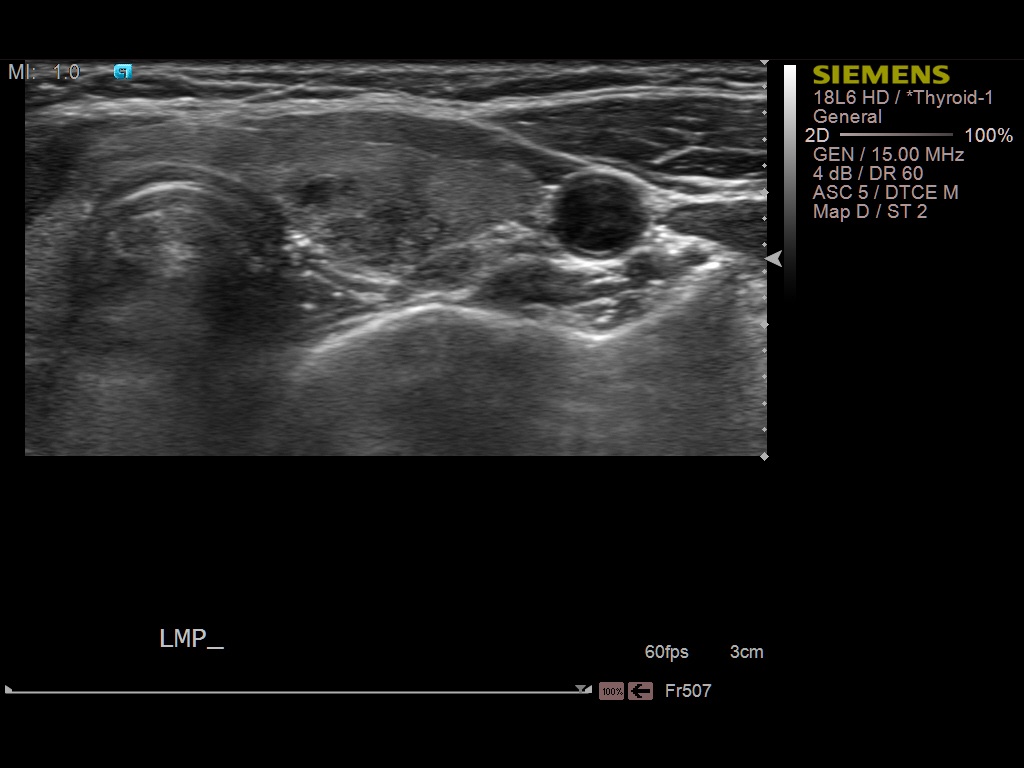 MI: 1.0
SIEMENS
18L6 HD / *Thyroid-1
General
2D 100%
GEN / 15.00 MHz
4 dB / DR 60
ASC 5 / DTCE M
Map D / ST 2
LMP_
60fps 3cm
100% Fr507